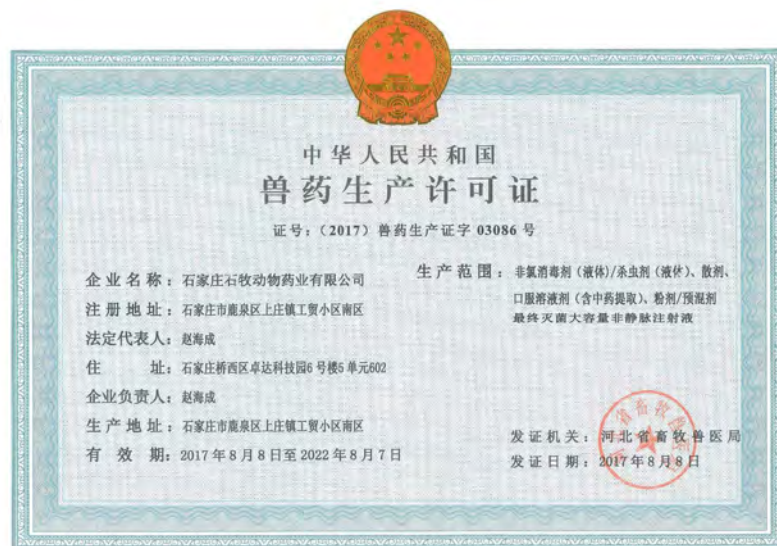 中华人民共和国
兽药生产许可证
证号：（2017）兽药生产证字 03086 号
企业名称：石家庄石牧动物药业有限公司
注册地址：石家庄市鹿泉区上庄镇工贸小区南区
法定代表人：赵海成
住 址：石家庄桥西区卓达科技园6号楼5单元602
企业负责人：赵海成
生产地址：石家庄市鹿泉区上庄镇工贸小区南区
有 效 期：2017年8月8日至2022年8月7日
生产范围：非氯消毒剂（液体）/杀虫剂（液体）、散剂、
口服溶液剂（含中药提取）、粉剂/预混剂
最终灭菌大容量非静脉注射液
发证机关：河北省畜牧兽医局
发证日期：2017年8月8日